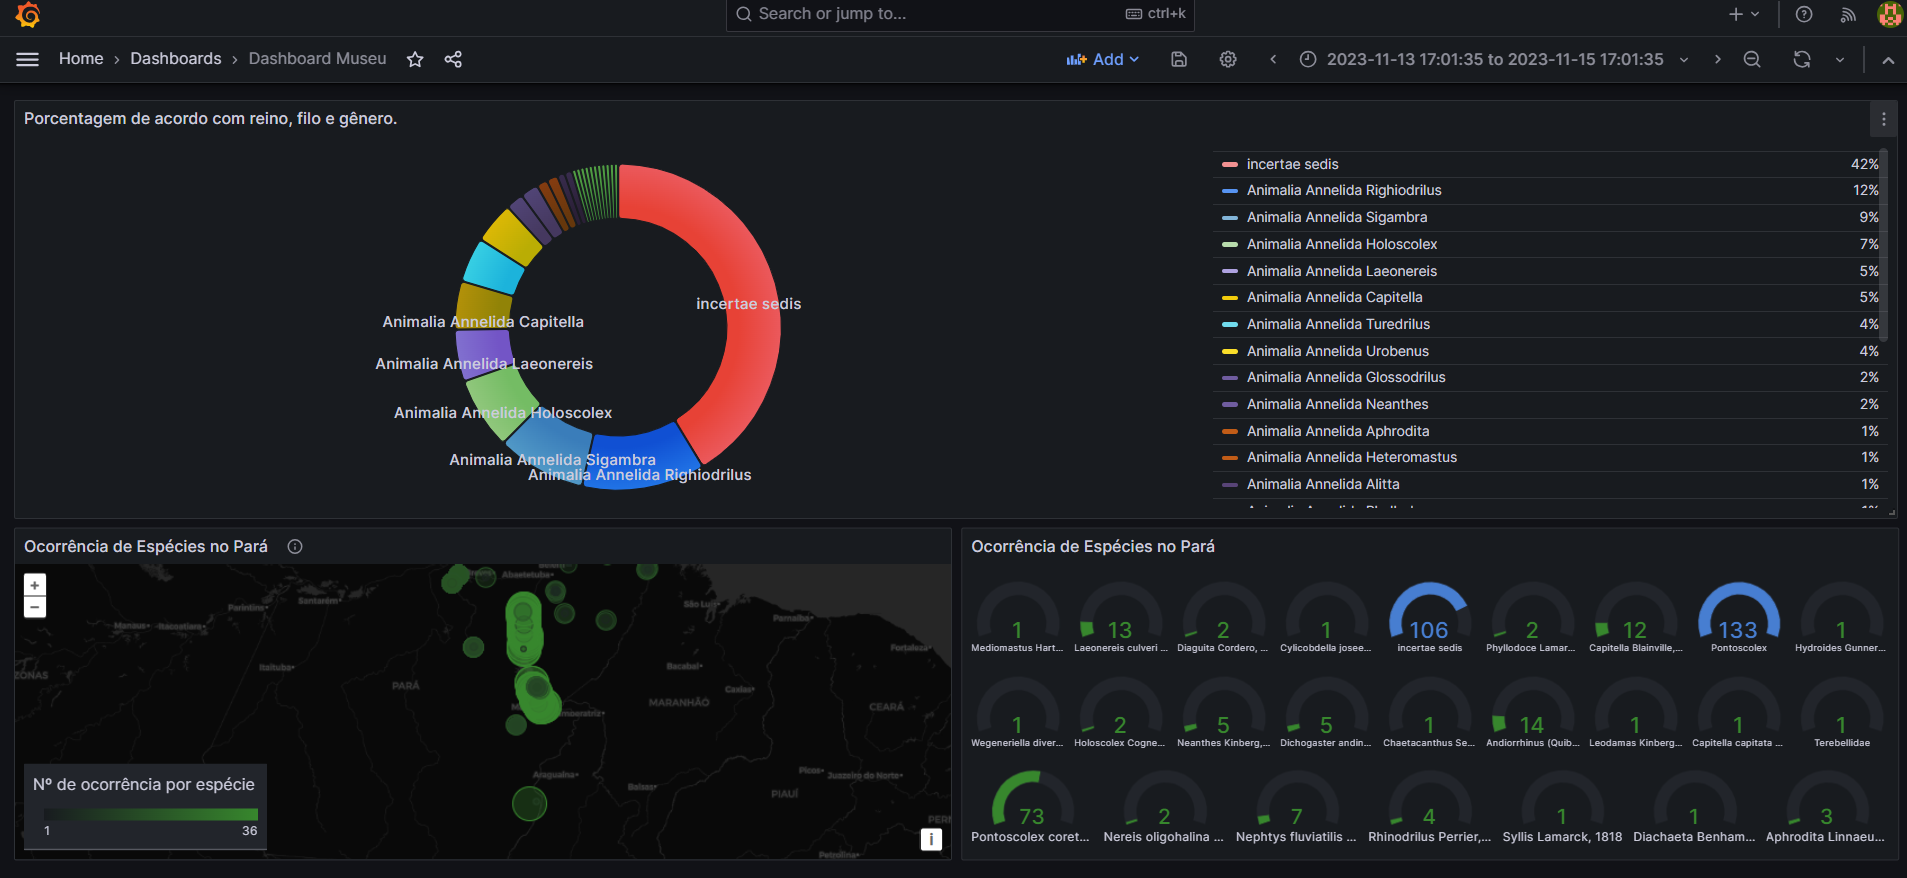 Search or jump to...
ctrl+k
Home › Dashboards › Dashboard Museu
Add
2023-11-13 17:01:35 to 2023-11-15 17:01:35
Porcentagem de acordo com reino, filo e gênero.
incertae sedis
Animalia Annelida Capitella
Animalia Annelida Laeonereis
Animalia Annelida Holoscolex
Animalia Annelida Sigambra
Animalia Annelida Righiodrilus
incertae sedis 42%
Animalia Annelida Righiodrilus 12%
Animalia Annelida Sigambra 9%
Animalia Annelida Holoscolex 7%
Animalia Annelida Laeonereis 5%
Animalia Annelida Capitella 5%
Animalia Annelida Turedrilus 4%
Animalia Annelida Urobenus 4%
Animalia Annelida Glossodrilus 2%
Animalia Annelida Neanthes 2%
Animalia Annelida Aphrodita 1%
Animalia Annelida Heteromastus 1%
Animalia Annelida Alitta 1%
Ocorrência de Espécies no Pará
+
−
Abaetetuba
Santarém
Parintins
Manaus
Itacoatiara
São Luís
Parnaíba
Fortaleza
Itaituba
Bacabal
ZONAS
PARÁ
Caxias
MARANHÃO
CEARÁ
Araguaína
Balsas
Picos
Juazeiro do Norte
PIAUÍ
Petrolina
Nº de ocorrência por espécie
1 36
i
Ocorrência de Espécies no Pará
1 13 2 1 106 2 12 133 1
Mediomastus Hart... Laeonereis culveri ... Diaguita Cordero, ... Cylicobdella josee... incertae sedis Phyllodoce Lamar... Capitella Blainville,... Pontoscolex Hydroides Gunner...
1 2 5 5 1 14 1 1 1
Wegeneriella diver... Holoscolex Cogne... Neanthes Kinberg,... Dichogaster andin... Chaetacanthus Se... Andiorrhinus (Quib... Leodamas Kinberg... Capitella capitata ... Terebellidae
73 2 7 4 1 1 3
Pontoscolex coret... Nereis oligohalina ... Nephtys fluviatilis ... Rhinodrilus Perrier,... Syllis Lamarck, 1818 Diachaeta Benham... Aphrodita Linnaeu...